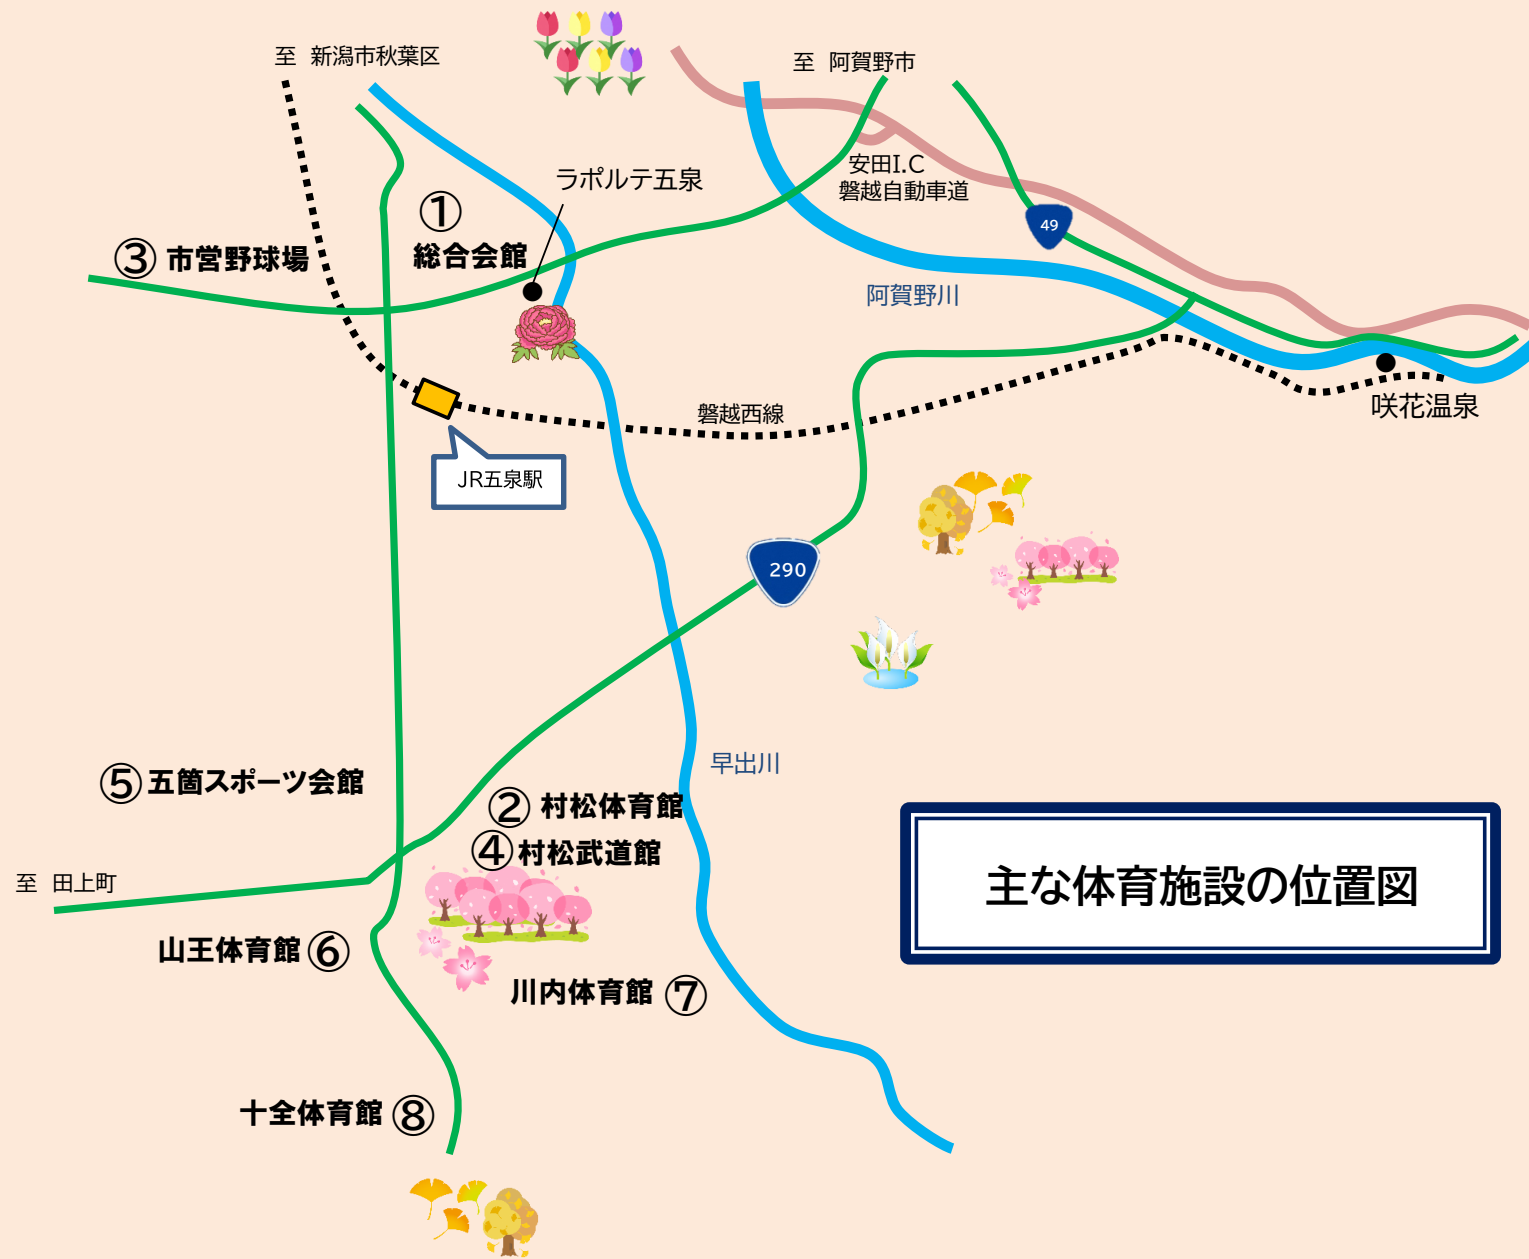 至 新潟市秋葉区
至 阿賀野市
安田I.C
磐越自動車道
ラポルテ五泉
①
総合会館
③ 市営野球場
49
阿賀野川
磐越西線
咲花温泉
JR五泉駅
290
早出川
⑤ 五箇スポーツ会館
② 村松体育館
④ 村松武道館
至 田上町
主な体育施設の位置図
山王体育館 ⑥
川内体育館 ⑦
十全体育館 ⑧